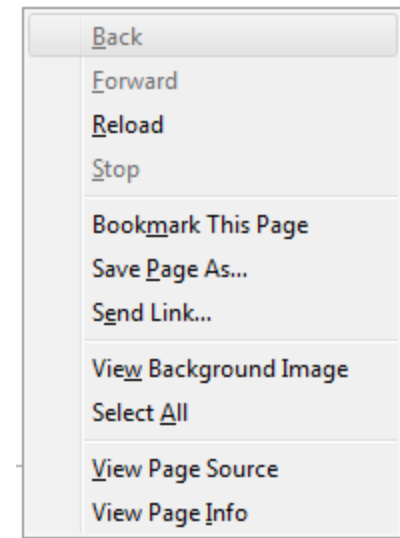 Back
Forward
Reload
Stop
Bookmark This Page
Save Page As...
Send Link...
View Background Image
Select All
View Page Source
View Page Info